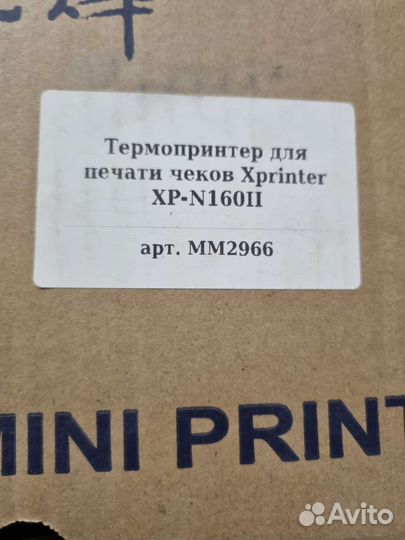 Термопринтер для
печати чеков Xprinter
XP-N160II
арт. MM2966
MINI PRINT
Avito